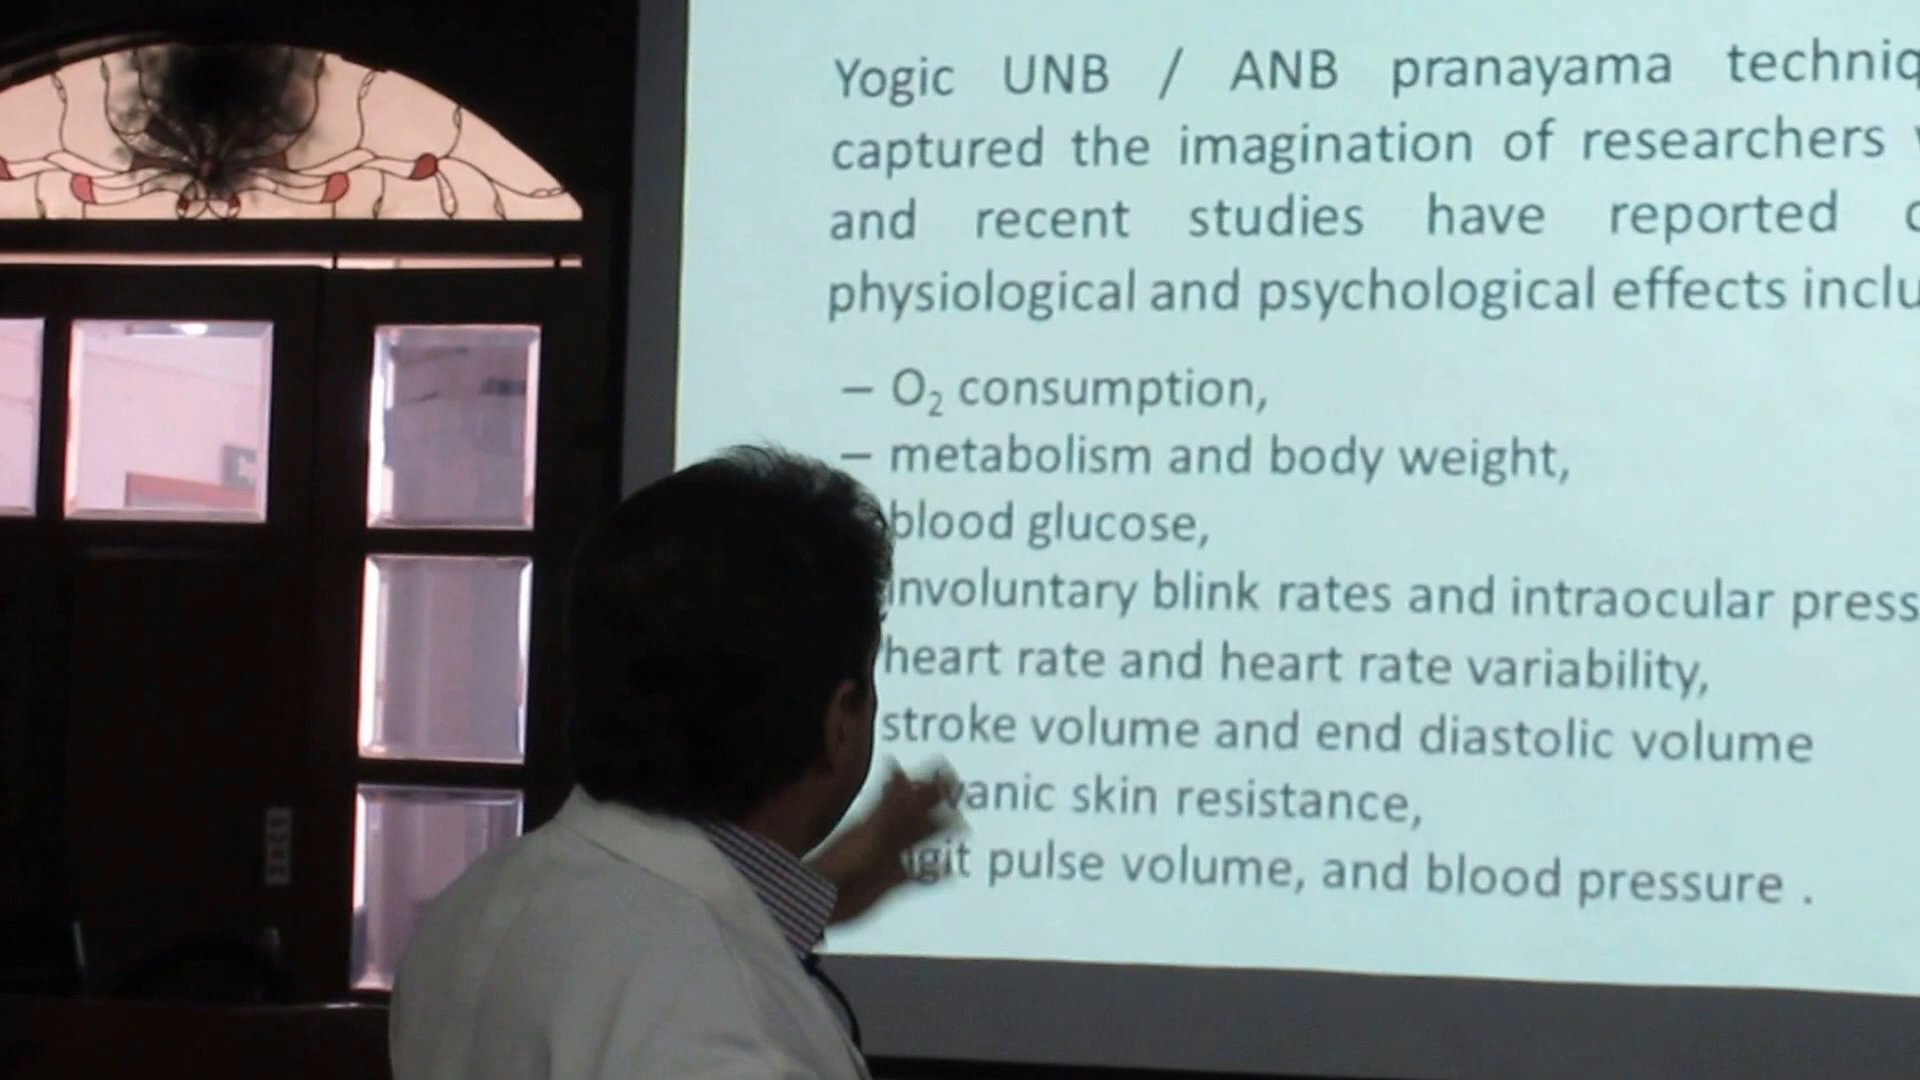 Yogic UNB / ANB pranayama techniq
captured the imagination of researchers
and recent studies have reported
physiological and psychological effects inclu
– O₂ consumption,
– metabolism and body weight,
blood glucose,
involuntary blink rates and intraocular press
heart rate and heart rate variability,
stroke volume and end diastolic volume
vanic skin resistance,
git pulse volume, and blood pressure .